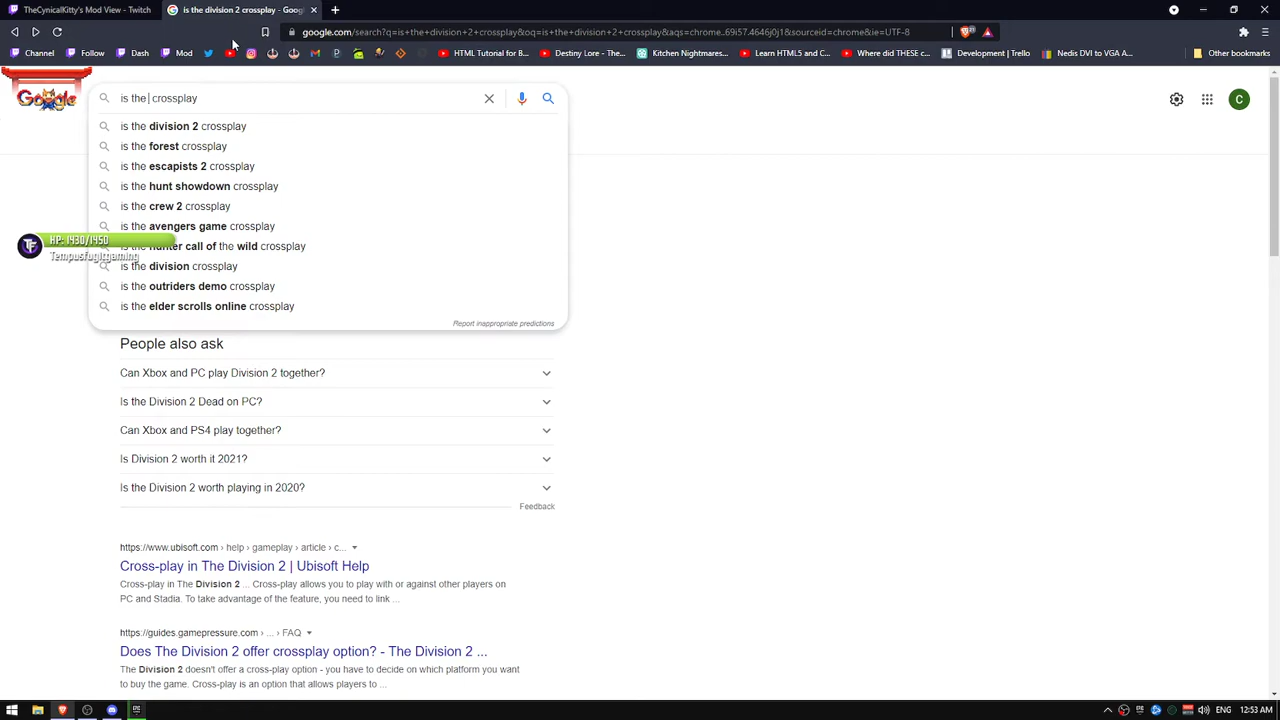 TheCynicalKitty's Mod View - Twitch
is the division 2 crossplay - Goog
google.com/search?q=is+the+division+2+crossplay&oq=is+the+division+2+crossplay&aqs=chrome..69i57.4646j0j1&sourceid=chrome&ie=UTF-8
Channel
Follow
Dash
Mod
HTML Tutorial for B...
Destiny Lore - Thou...
Kitchen Nightmares...
Learn HTML5 and C...
Where did THESE c...
Development | Trello
Nedis DVI to VGA A...
Other bookmarks
Google
is the crossplay
C
is the division 2 crossplay
is the forest crossplay
is the escapists 2 crossplay
is the hunt showdown crossplay
is the crew 2 crossplay
is the avengers game crossplay
HP: 1430/1450
hunter call of the wild crossplay
Tempusfugitgaming
is the division crossplay
is the outriders demo crossplay
is the elder scrolls online crossplay
Report inappropriate predictions
People also ask
Can Xbox and PC play Division 2 together?
Is the Division 2 Dead on PC?
Can Xbox and PS4 play together?
Is Division 2 worth it 2021?
Is the Division 2 worth playing in 2020?
Feedback
https://www.ubisoft.com › help › gameplay › article › c...
Cross-play in The Division 2 | Ubisoft Help
Cross-play in The Division 2 ... Cross-play allows you to play with or against other players on
PC and Stadia. To take advantage of the feature, you need to link ...
https://guides.gamepressure.com › ... › FAQ
Does The Division 2 offer crossplay option? - The Division 2 ...
The Division 2 doesn't offer a cross-play option - you have to decide on which platform you want
to buy the game. Cross-play is an option that allows players to ...
ENG
12:53 AM